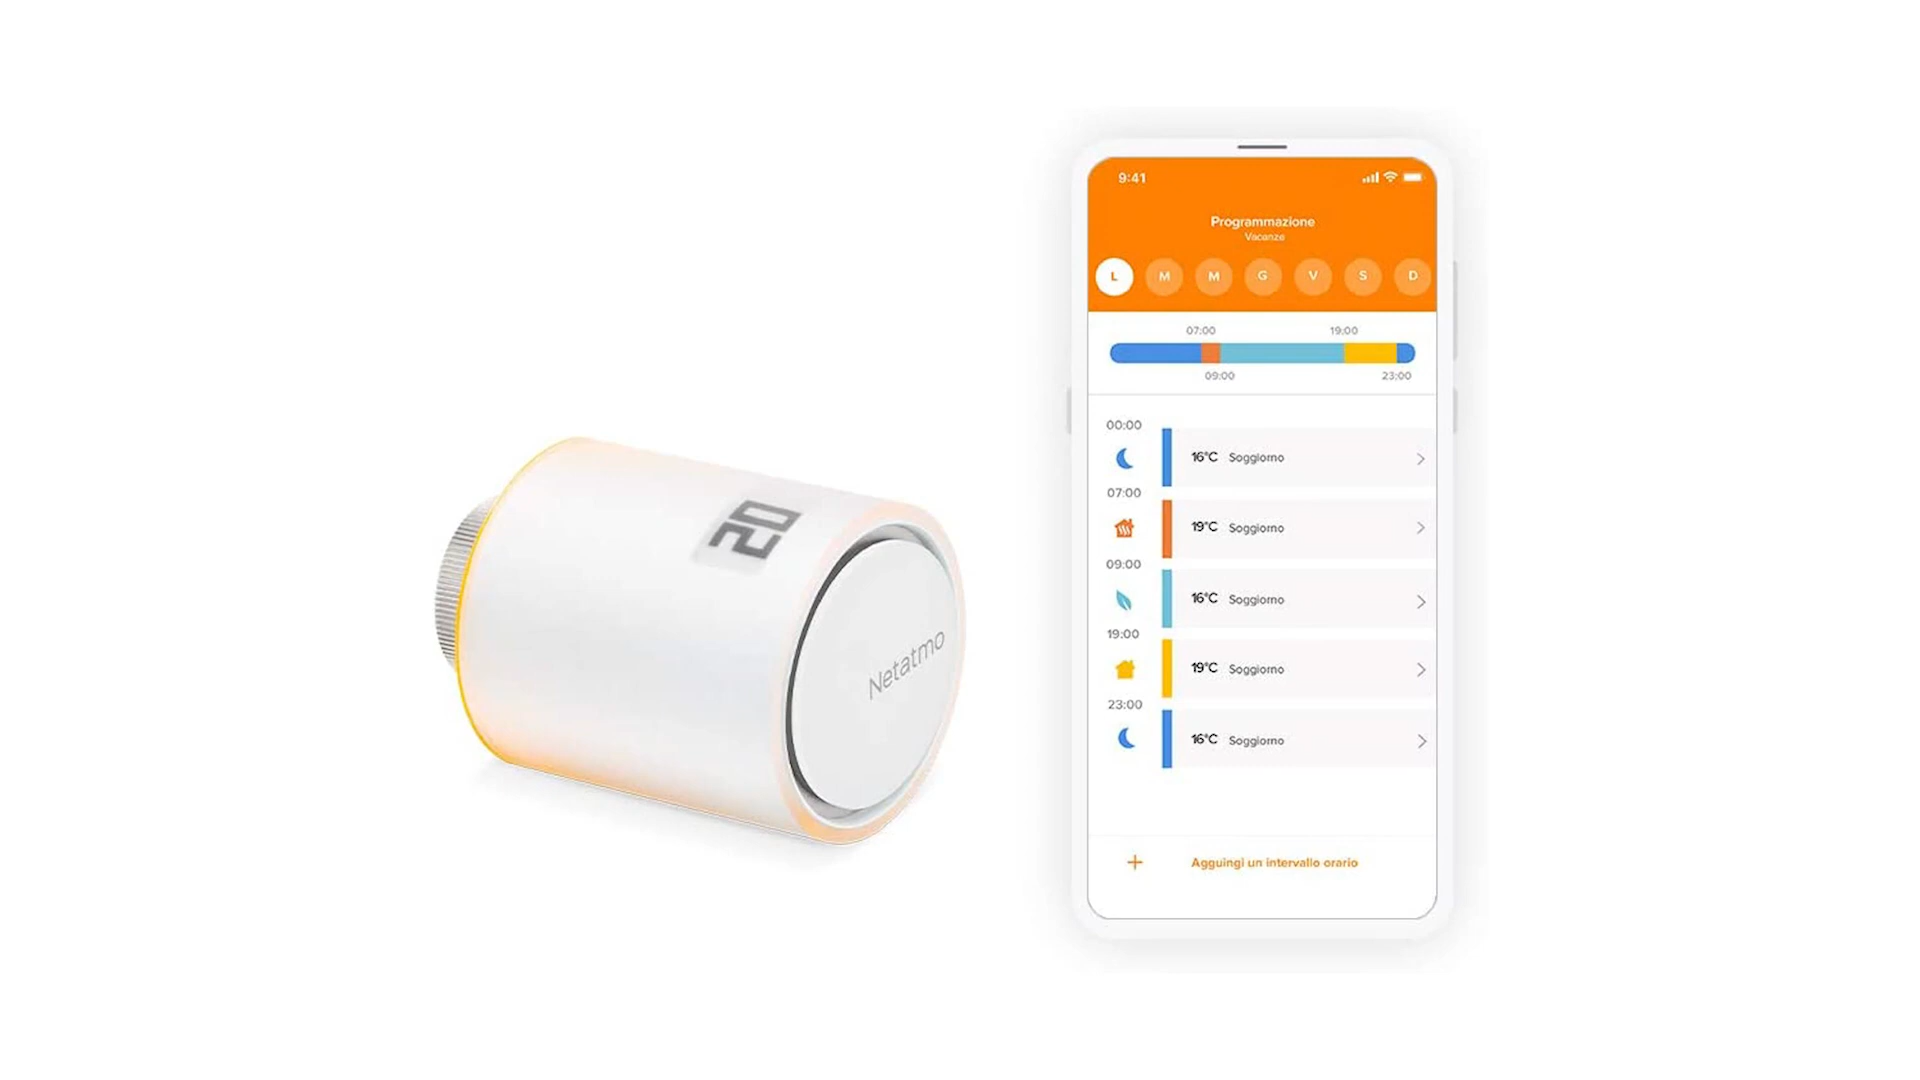 20
Netatmo
9:41
Programmazione
Vacanze
L M M G V S D
07:00 19:00
09:00 23:00
00:00
16°C Soggiorno
07:00
19°C Soggiorno
09:00
16°C Soggiorno
19:00
19°C Soggiorno
23:00
16°C Soggiorno
+ Agguingi un intervallo orario